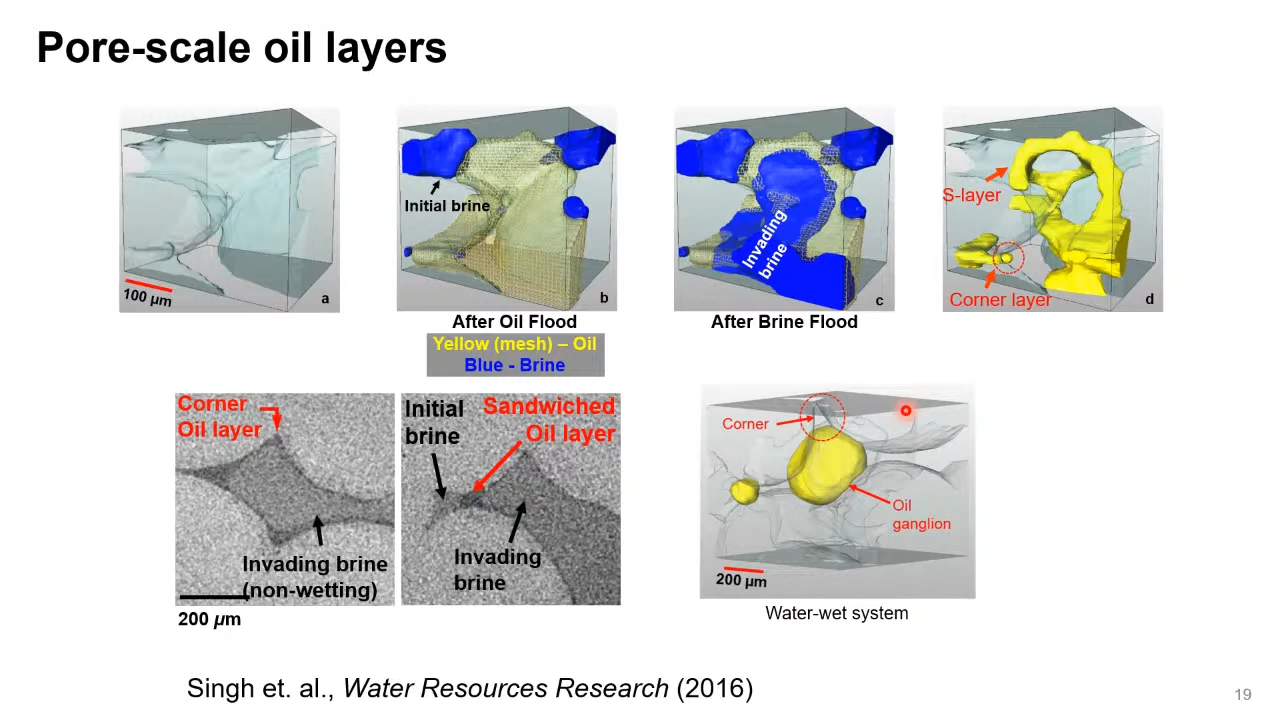 Pore-scale oil layers
100 µm
a
Initial brine
b
Invading
brine
c
S-layer
Corner layer
d
After Oil Flood
Yellow (mesh) – Oil
Blue - Brine
After Brine Flood
Corner
Oil layer
Invading brine
(non-wetting)
200 µm
Initial
brine
Sandwiched
Oil layer
Invading
brine
Corner
Oil
ganglion
200 µm
Water-wet system
Singh et. al., Water Resources Research (2016)
19